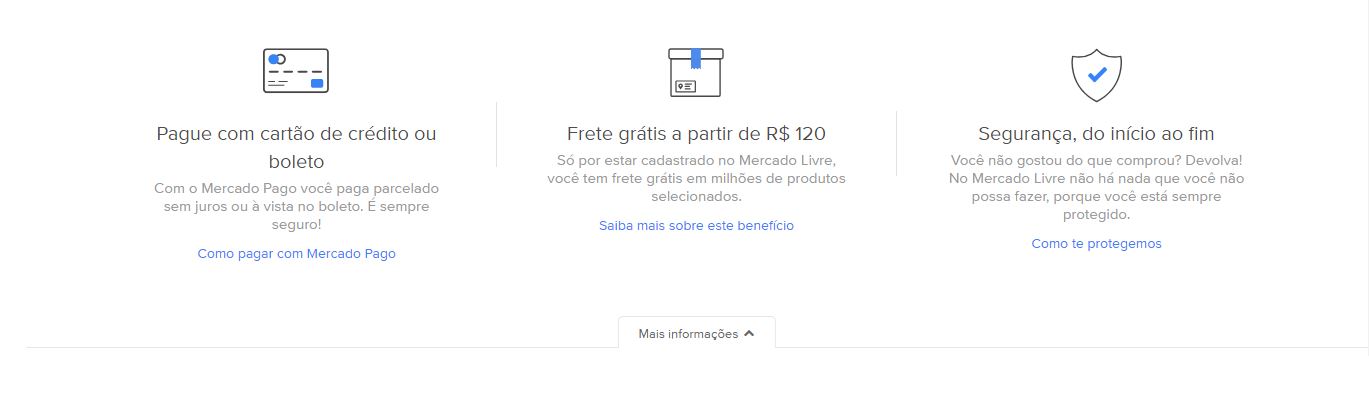 Pague com cartão de crédito ou
boleto
Com o Mercado Pago você paga parcelado
sem juros ou à vista no boleto. É sempre
seguro!
Como pagar com Mercado Pago
Frete grátis a partir de R$ 120
Só por estar cadastrado no Mercado Livre,
você tem frete grátis em milhões de produtos
selecionados.
Saiba mais sobre este benefício
Segurança, do início ao fim
Você não gostou do que comprou? Devolva!
No Mercado Livre não há nada que você não
possa fazer, porque você está sempre
protegido.
Como te protegemos
Mais informações